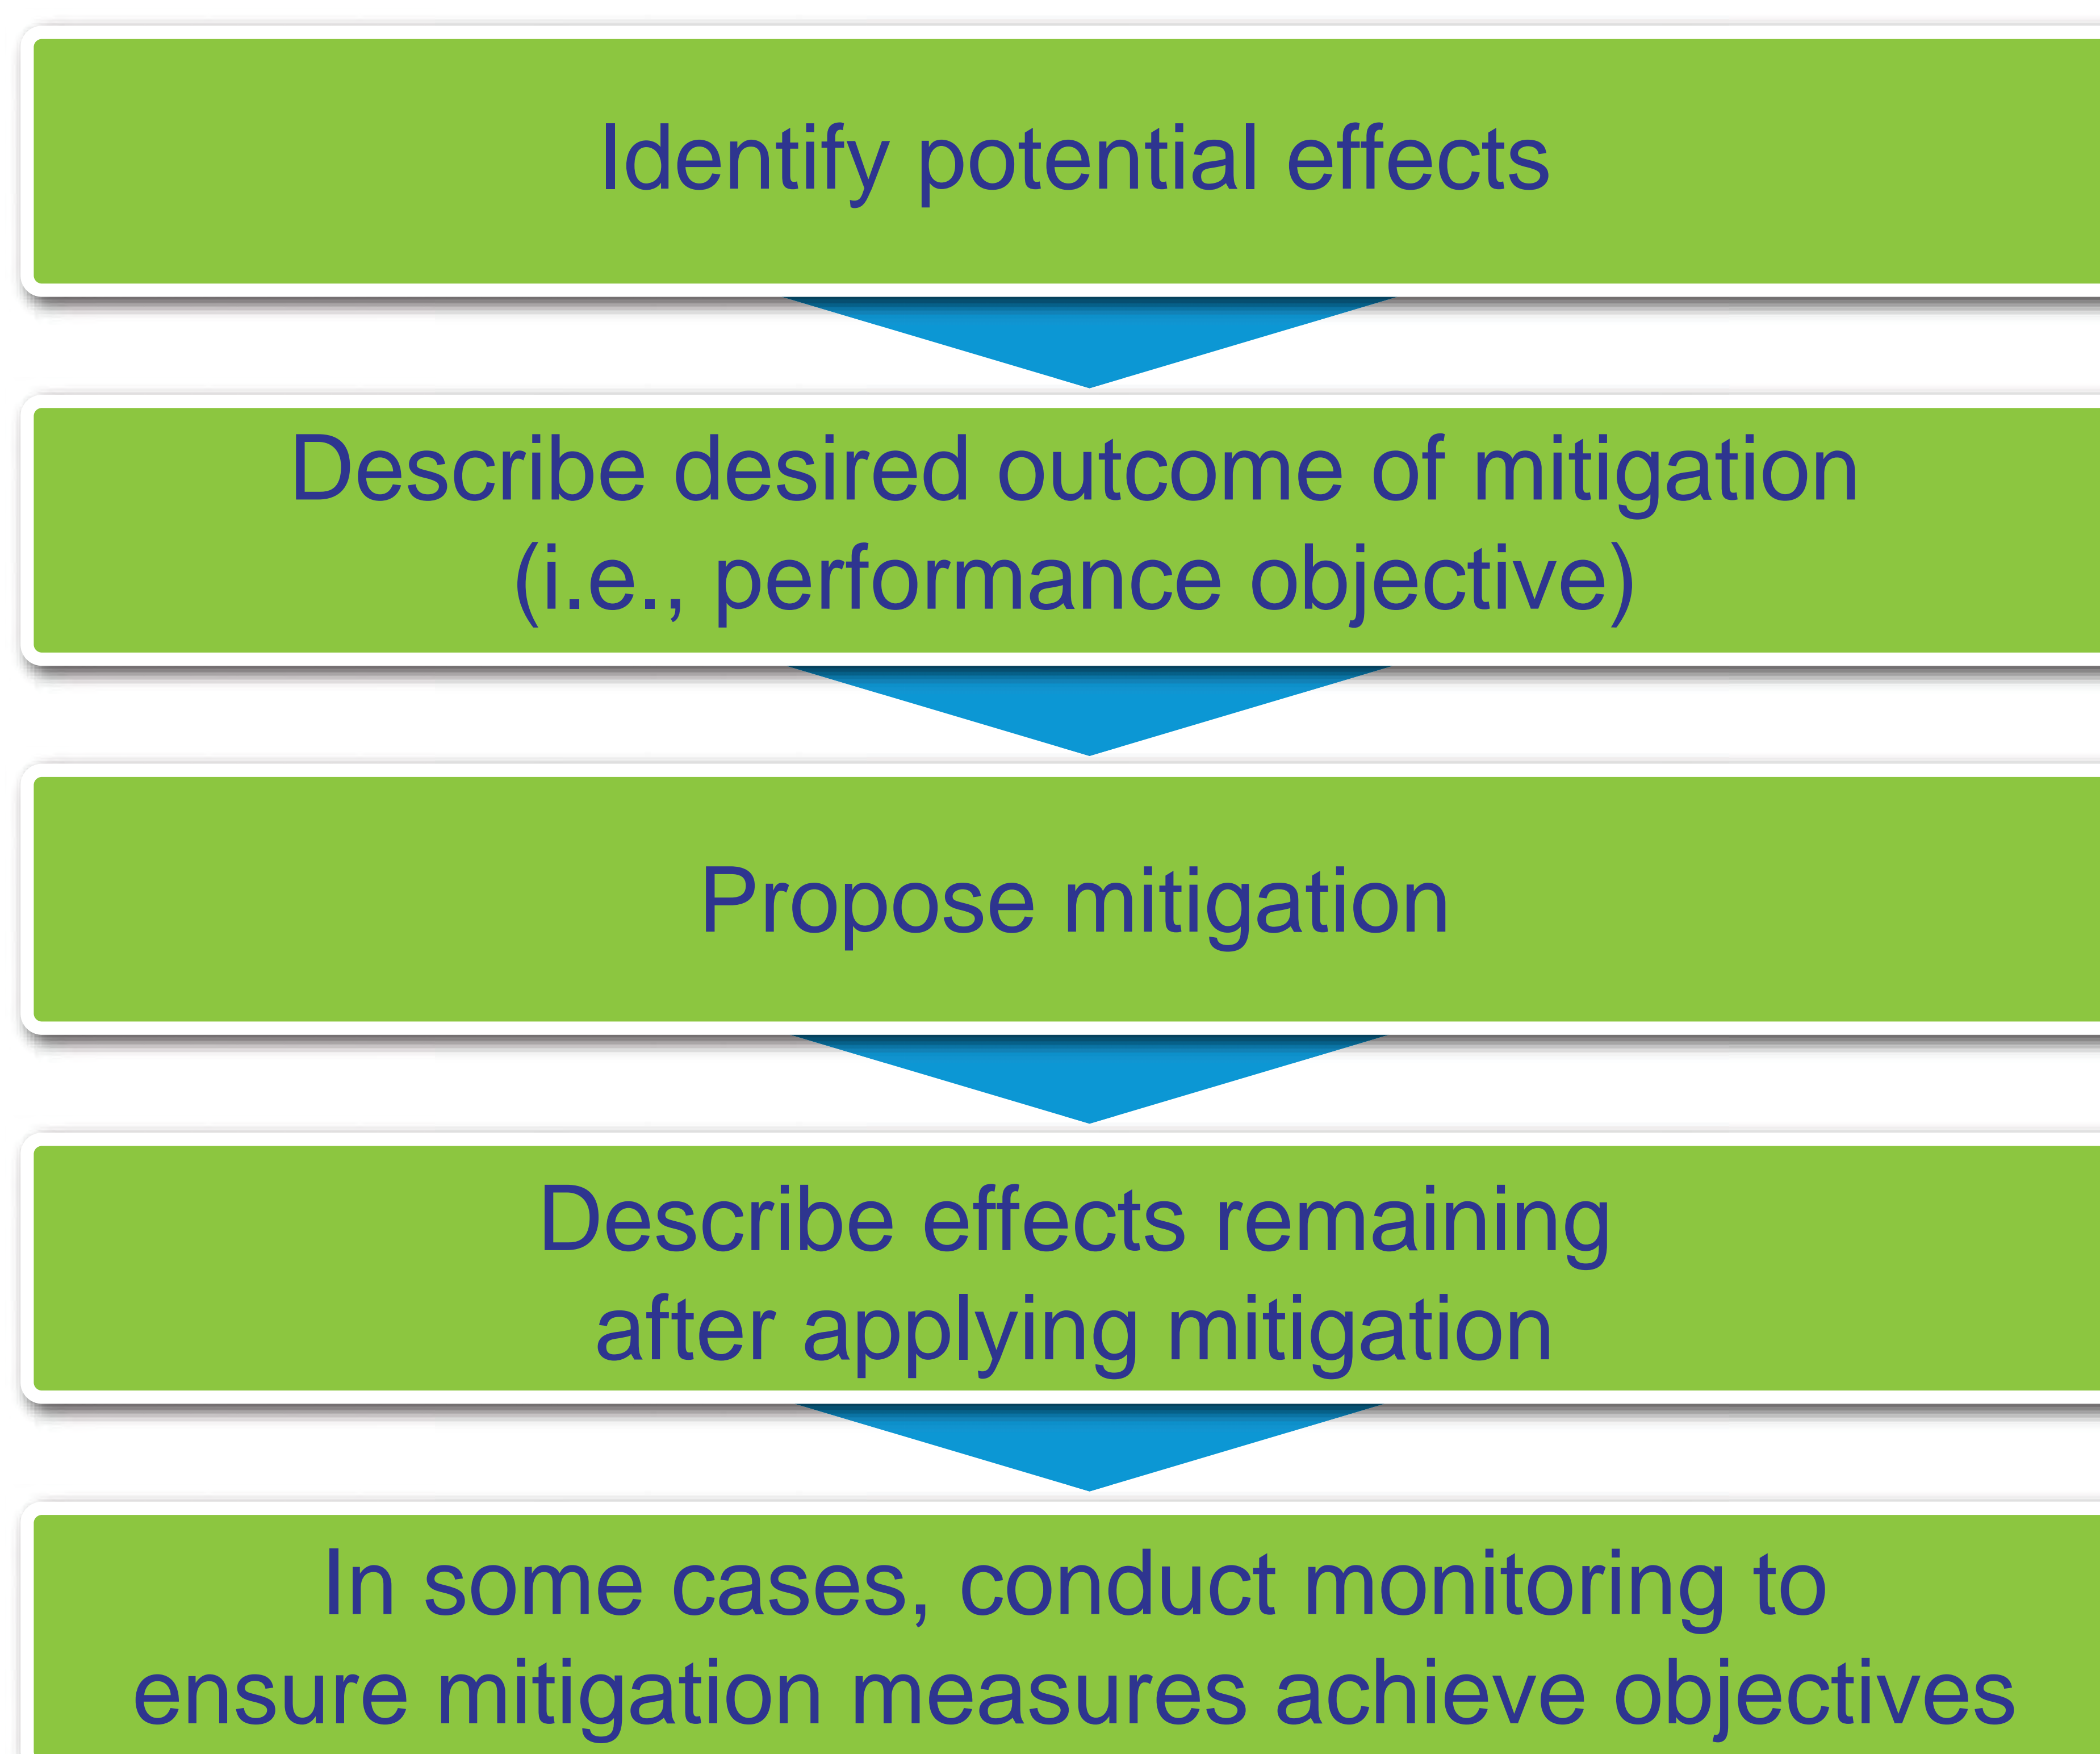 Identify potential effects
Describe desired outcome of mitigation
(i.e., performance objective)
Propose mitigation
Describe effects remaining
after applying mitigation
In some cases, conduct monitoring to
ensure mitigation measures achieve objectives